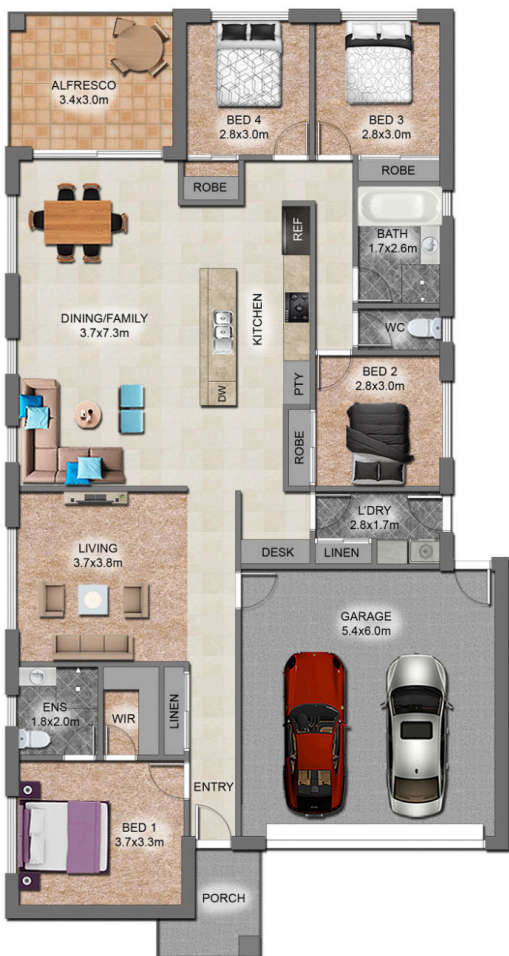 ALFRESCO
3.4x3.0m
BED 4
2.8x3.0m
BED 3
2.8x3.0m
ROBE
ROBE
BATH
1.7x2.6m
REF
KITCHEN
DINING/FAMILY
3.7x7.3m
WC
BED 2
2.8x3.0m
DW
PTY
ROBE
L'DRY
2.8x1.7m
DESK
LINEN
LIVING
3.7x3.8m
GARAGE
5.4x6.0m
ENS
1.8x2.0m
WIR
LINEN
ENTRY
BED 1
3.7x3.3m
PORCH